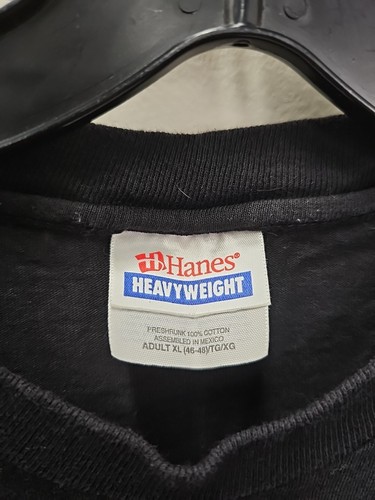 Hanes®
HEAVYWEIGHT
PRESHRUNK 100% COTTON
ASSEMBLED IN MEXICO
ADULT XL (46-48)/TG/XG